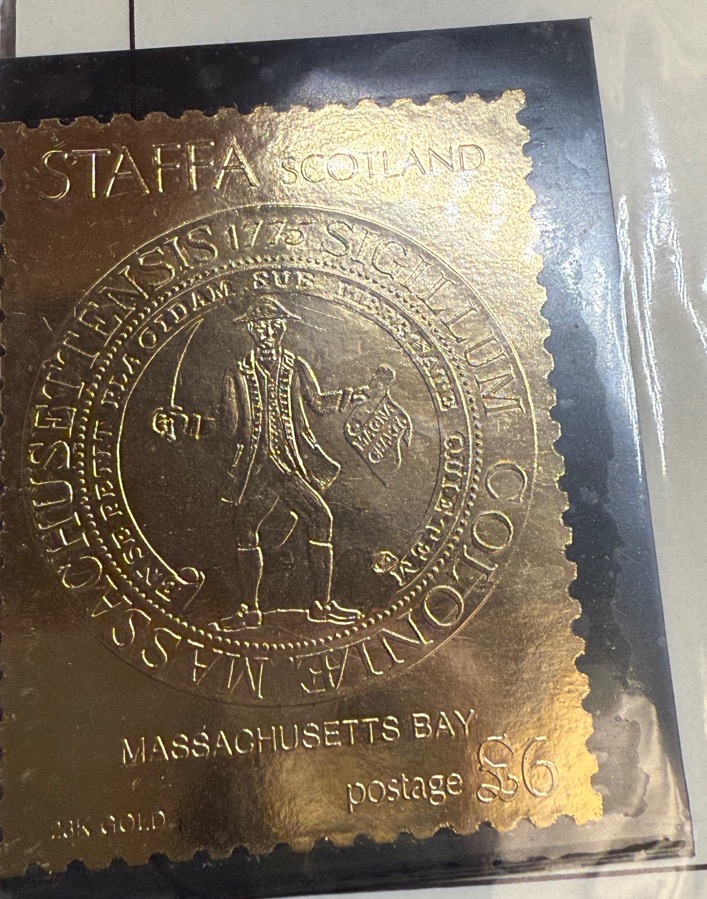 STAFFA SCOTLAND
SIGILLUM COLONIAE MASSACHUSETTENSIS 1775
ENSE PETIT PLACIDAM SUB LIBERTATE QUIETEM
MAGNA
CHARTA
MASSACHUSETTS BAY
postage £6
23K GOLD